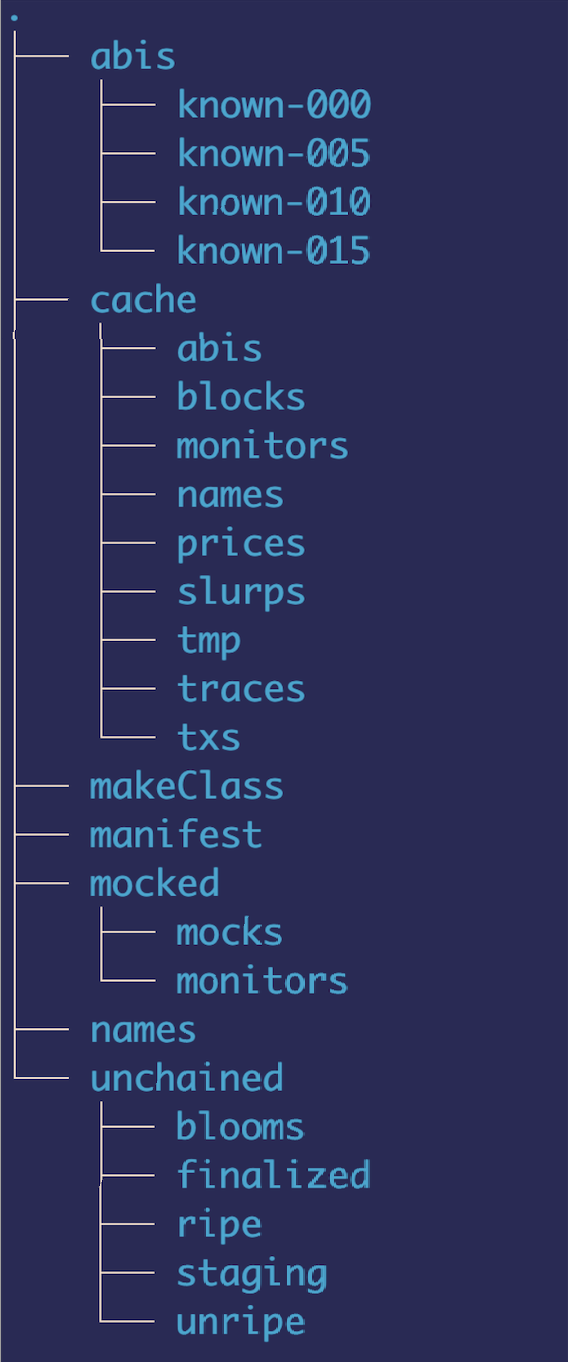 .
├── abis
│   ├── known-000
│   ├── known-005
│   ├── known-010
│   └── known-015
├── cache
│   ├── abis
│   ├── blocks
│   ├── monitors
│   ├── names
│   ├── prices
│   ├── slurps
│   ├── tmp
│   ├── traces
│   └── txs
├── makeClass
├── manifest
├── mocked
│   ├── mocks
│   └── monitors
├── names
└── unchained
    ├── blooms
    ├── finalized
    ├── ripe
    ├── staging
    └── unripe